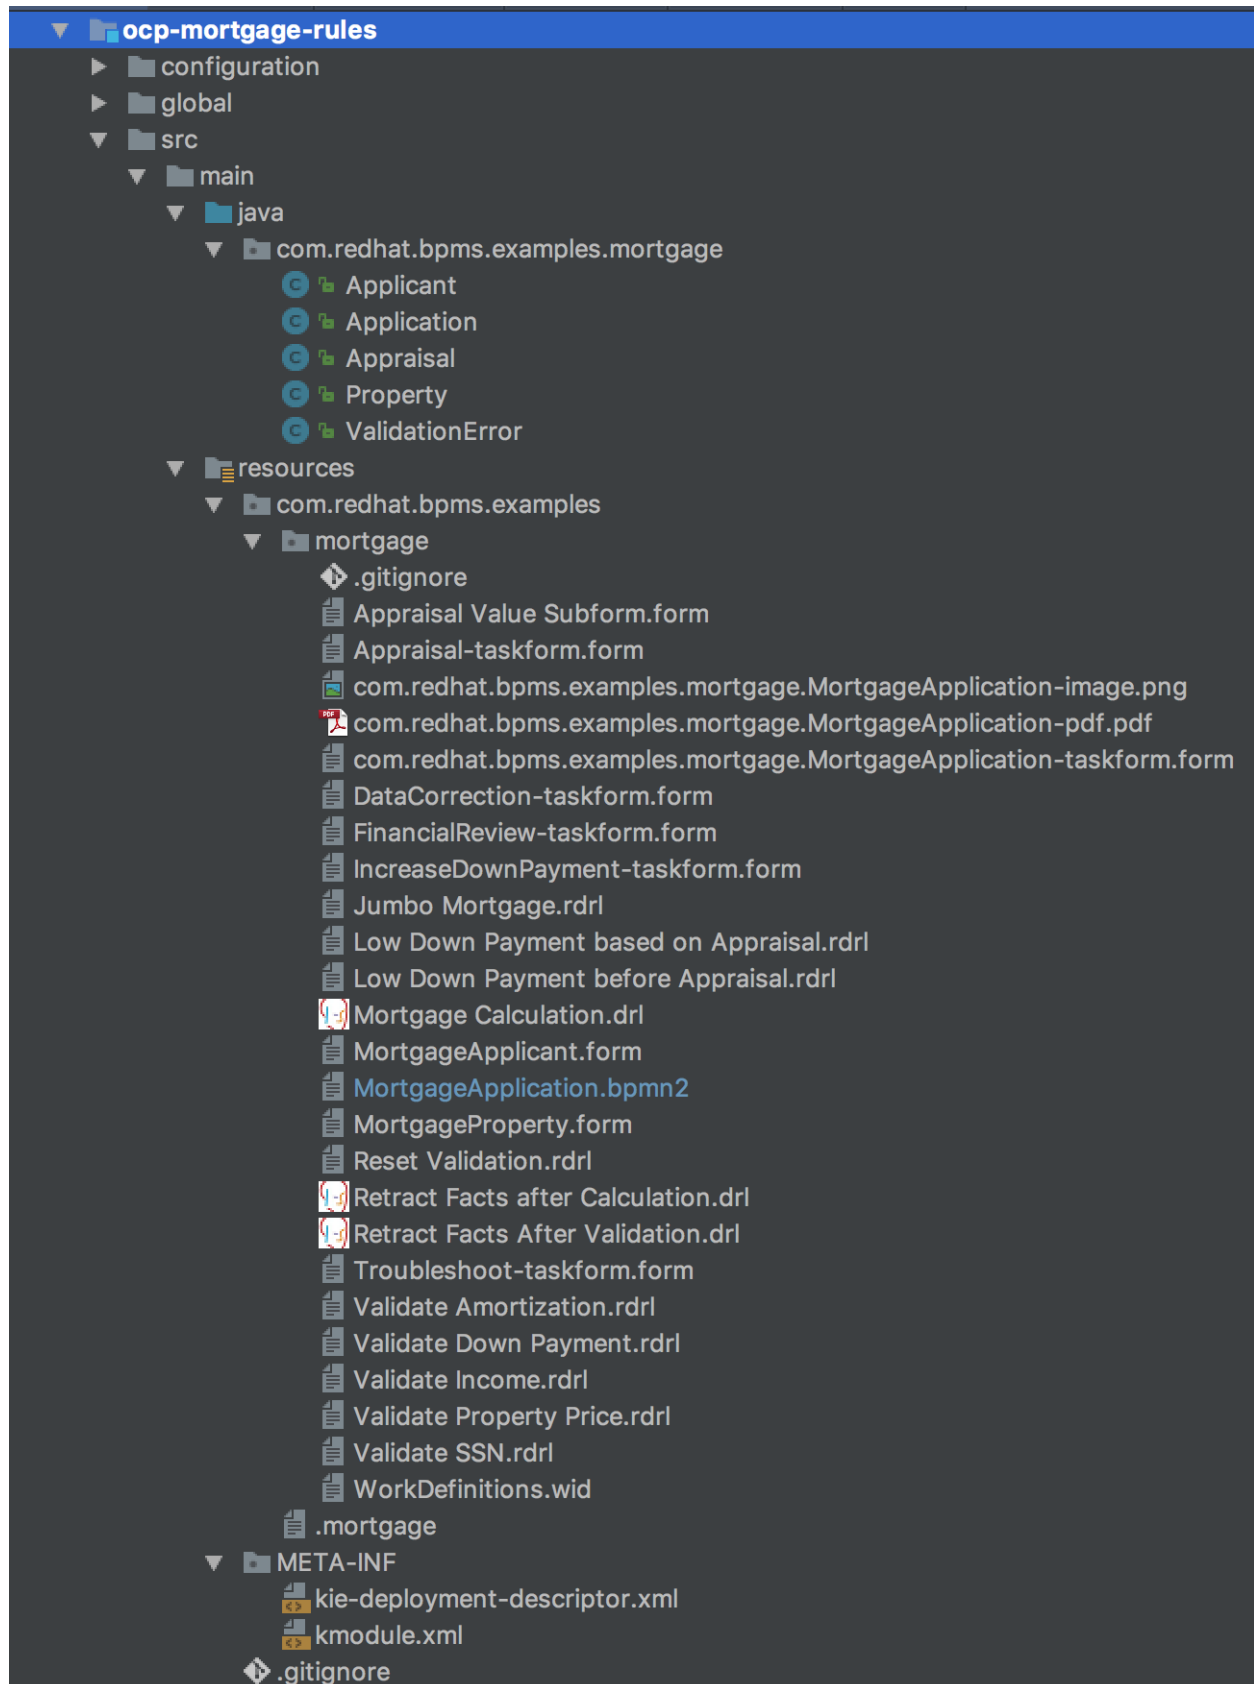 ocp-mortgage-rules
configuration
global
src
main
java
com.redhat.bpms.examples.mortgage
C Applicant
C Application
C Appraisal
C Property
C ValidationError
resources
com.redhat.bpms.examples
mortgage
.gitignore
Appraisal Value Subform.form
Appraisal-taskform.form
com.redhat.bpms.examples.mortgage.MortgageApplication-image.png
PDF com.redhat.bpms.examples.mortgage.MortgageApplication-pdf.pdf
com.redhat.bpms.examples.mortgage.MortgageApplication-taskform.form
DataCorrection-taskform.form
FinancialReview-taskform.form
IncreaseDownPayment-taskform.form
Jumbo Mortgage.rdrl
Low Down Payment based on Appraisal.rdrl
Low Down Payment before Appraisal.rdrl
Mortgage Calculation.drl
MortgageApplicant.form
MortgageApplication.bpmn2
MortgageProperty.form
Reset Validation.rdrl
Retract Facts after Calculation.drl
Retract Facts After Validation.drl
Troubleshoot-taskform.form
Validate Amortization.rdrl
Validate Down Payment.rdrl
Validate Income.rdrl
Validate Property Price.rdrl
Validate SSN.rdrl
WorkDefinitions.wid
.mortgage
META-INF
kie-deployment-descriptor.xml
kmodule.xml
.gitignore